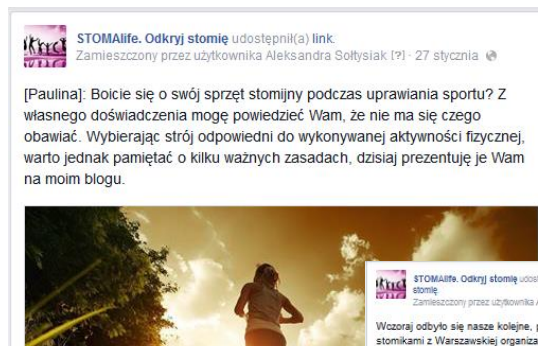 STOMAlife. Odkryj stomię udostępnił(a) link.
Zamieszczony przez użytkownika Aleksandra Sołtysiak [?] · 27 stycznia
[Paulina]: Boicie się o swój sprzęt stomijny podczas uprawiania sportu? Z
własnego doświadczenia mogę powiedzieć Wam, że nie ma się czego
obawiać. Wybierając strój odpowiedni do wykonywanej aktywności fizycznej,
warto jednak pamiętać o kilku ważnych zasadach, dzisiaj prezentuję je Wam
na moim blogu.
STOMAlife. Odkryj stomię
stomię
Zamieszczony przez użytkownika
Wczoraj odbyło się nasze kolejne,
stomikami z Warszawskiej